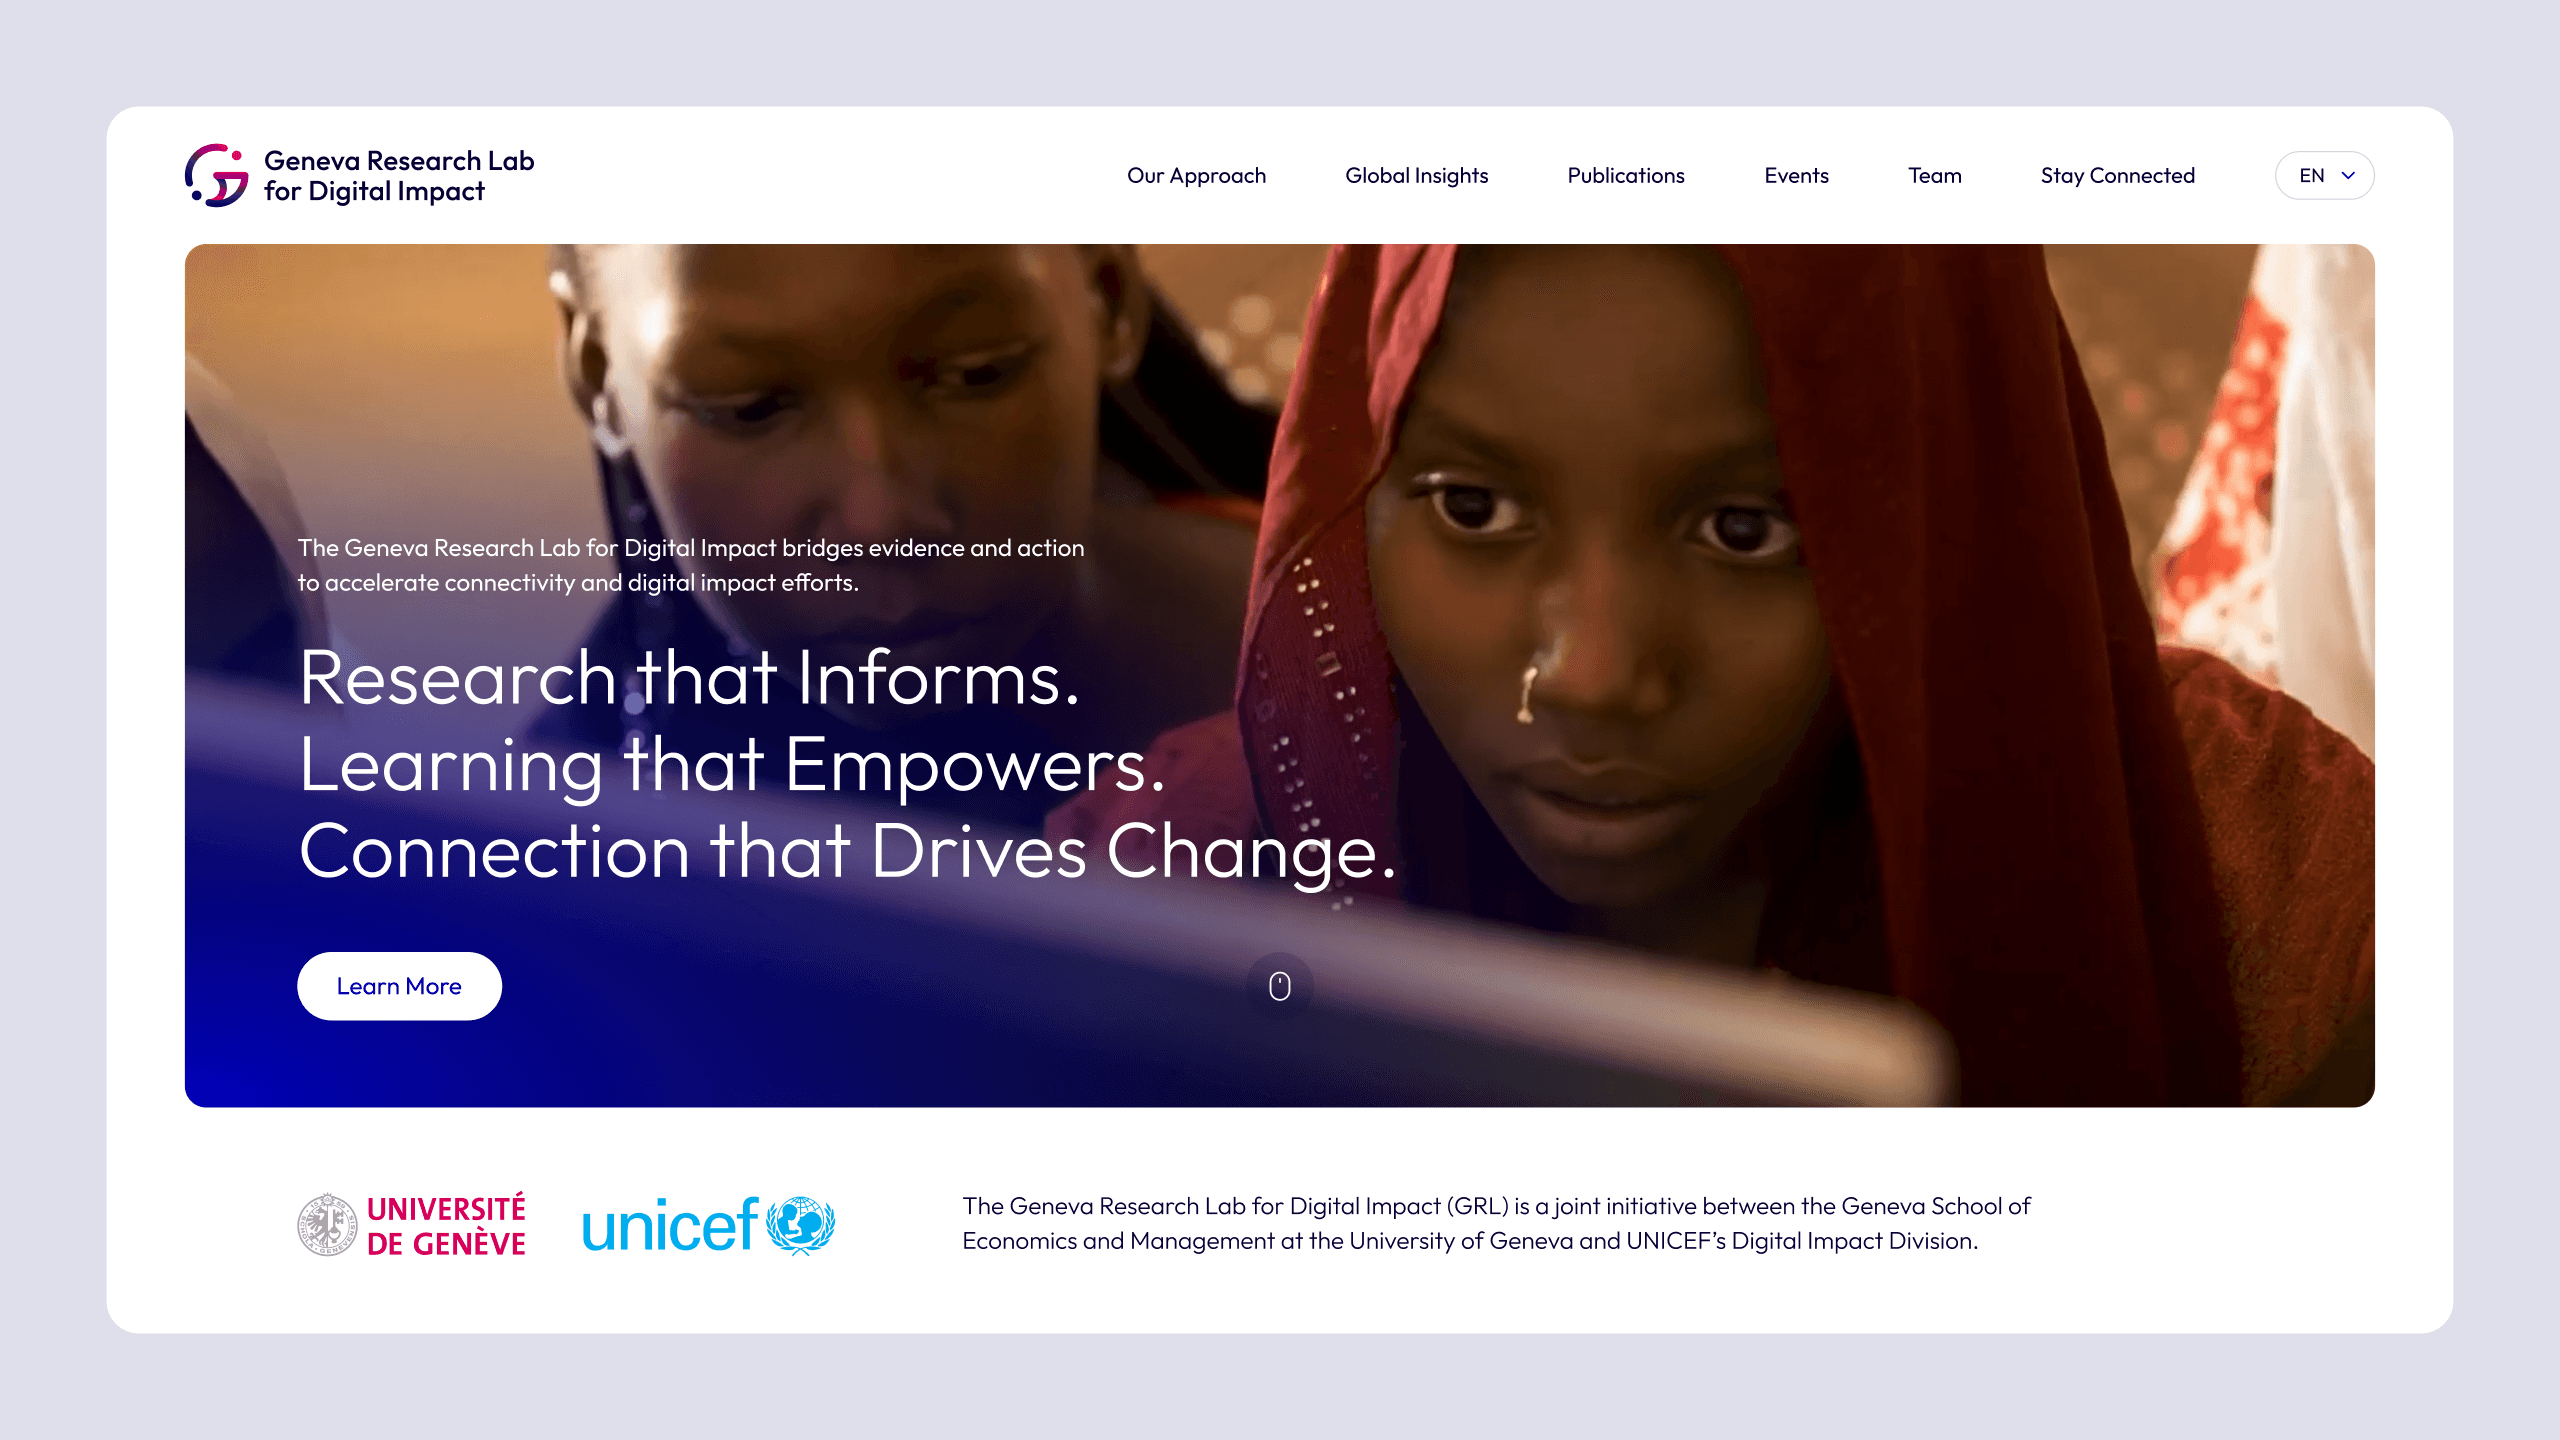 Geneva Research Lab
for Digital Impact
Our Approach
Global Insights
Publications
Events
Team
Stay Connected
EN
The Geneva Research Lab for Digital Impact bridges evidence and action
to accelerate connectivity and digital impact efforts.
Research that Informs.
Learning that Empowers.
Connection that Drives Change.
Learn More
UNIVERSITÉ
DE GENÈVE
unicef
The Geneva Research Lab for Digital Impact (GRL) is a joint initiative between the Geneva School of
Economics and Management at the University of Geneva and UNICEF’s Digital Impact Division.